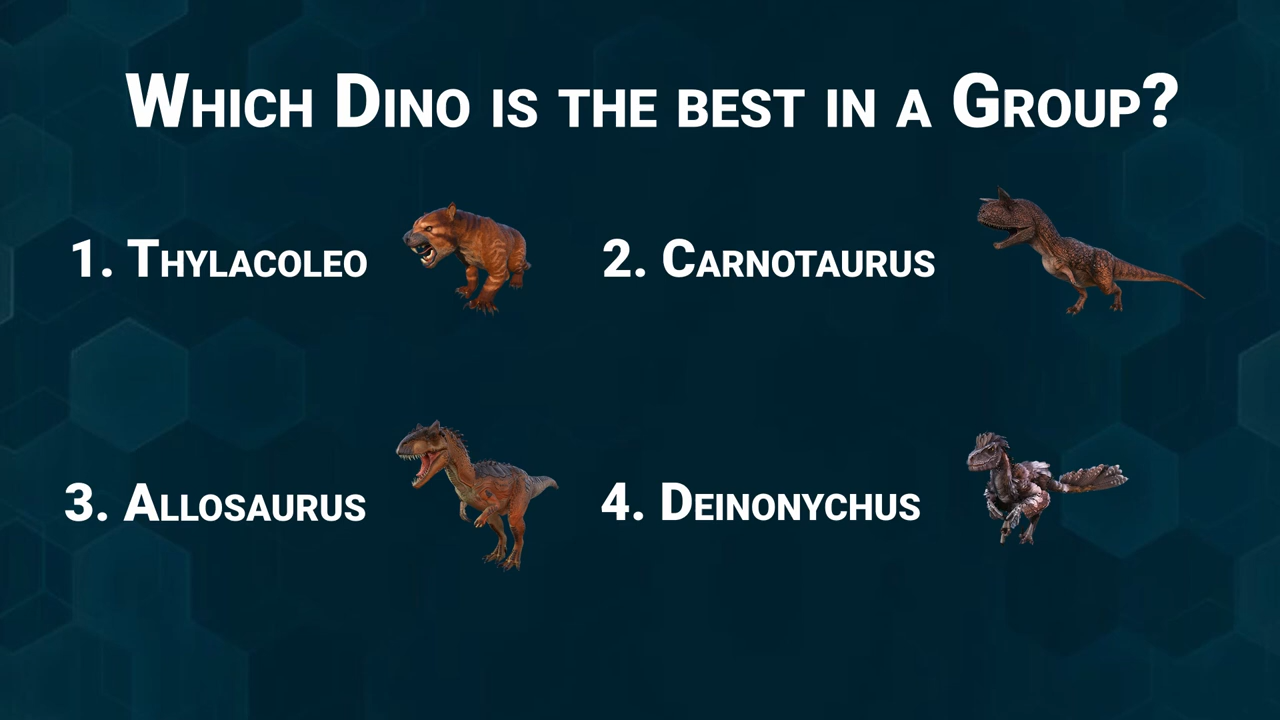 Which Dino is the best in a Group?
1. Thylacoleo
2. Carnotaurus
3. Allosaurus
4. Deinonychus